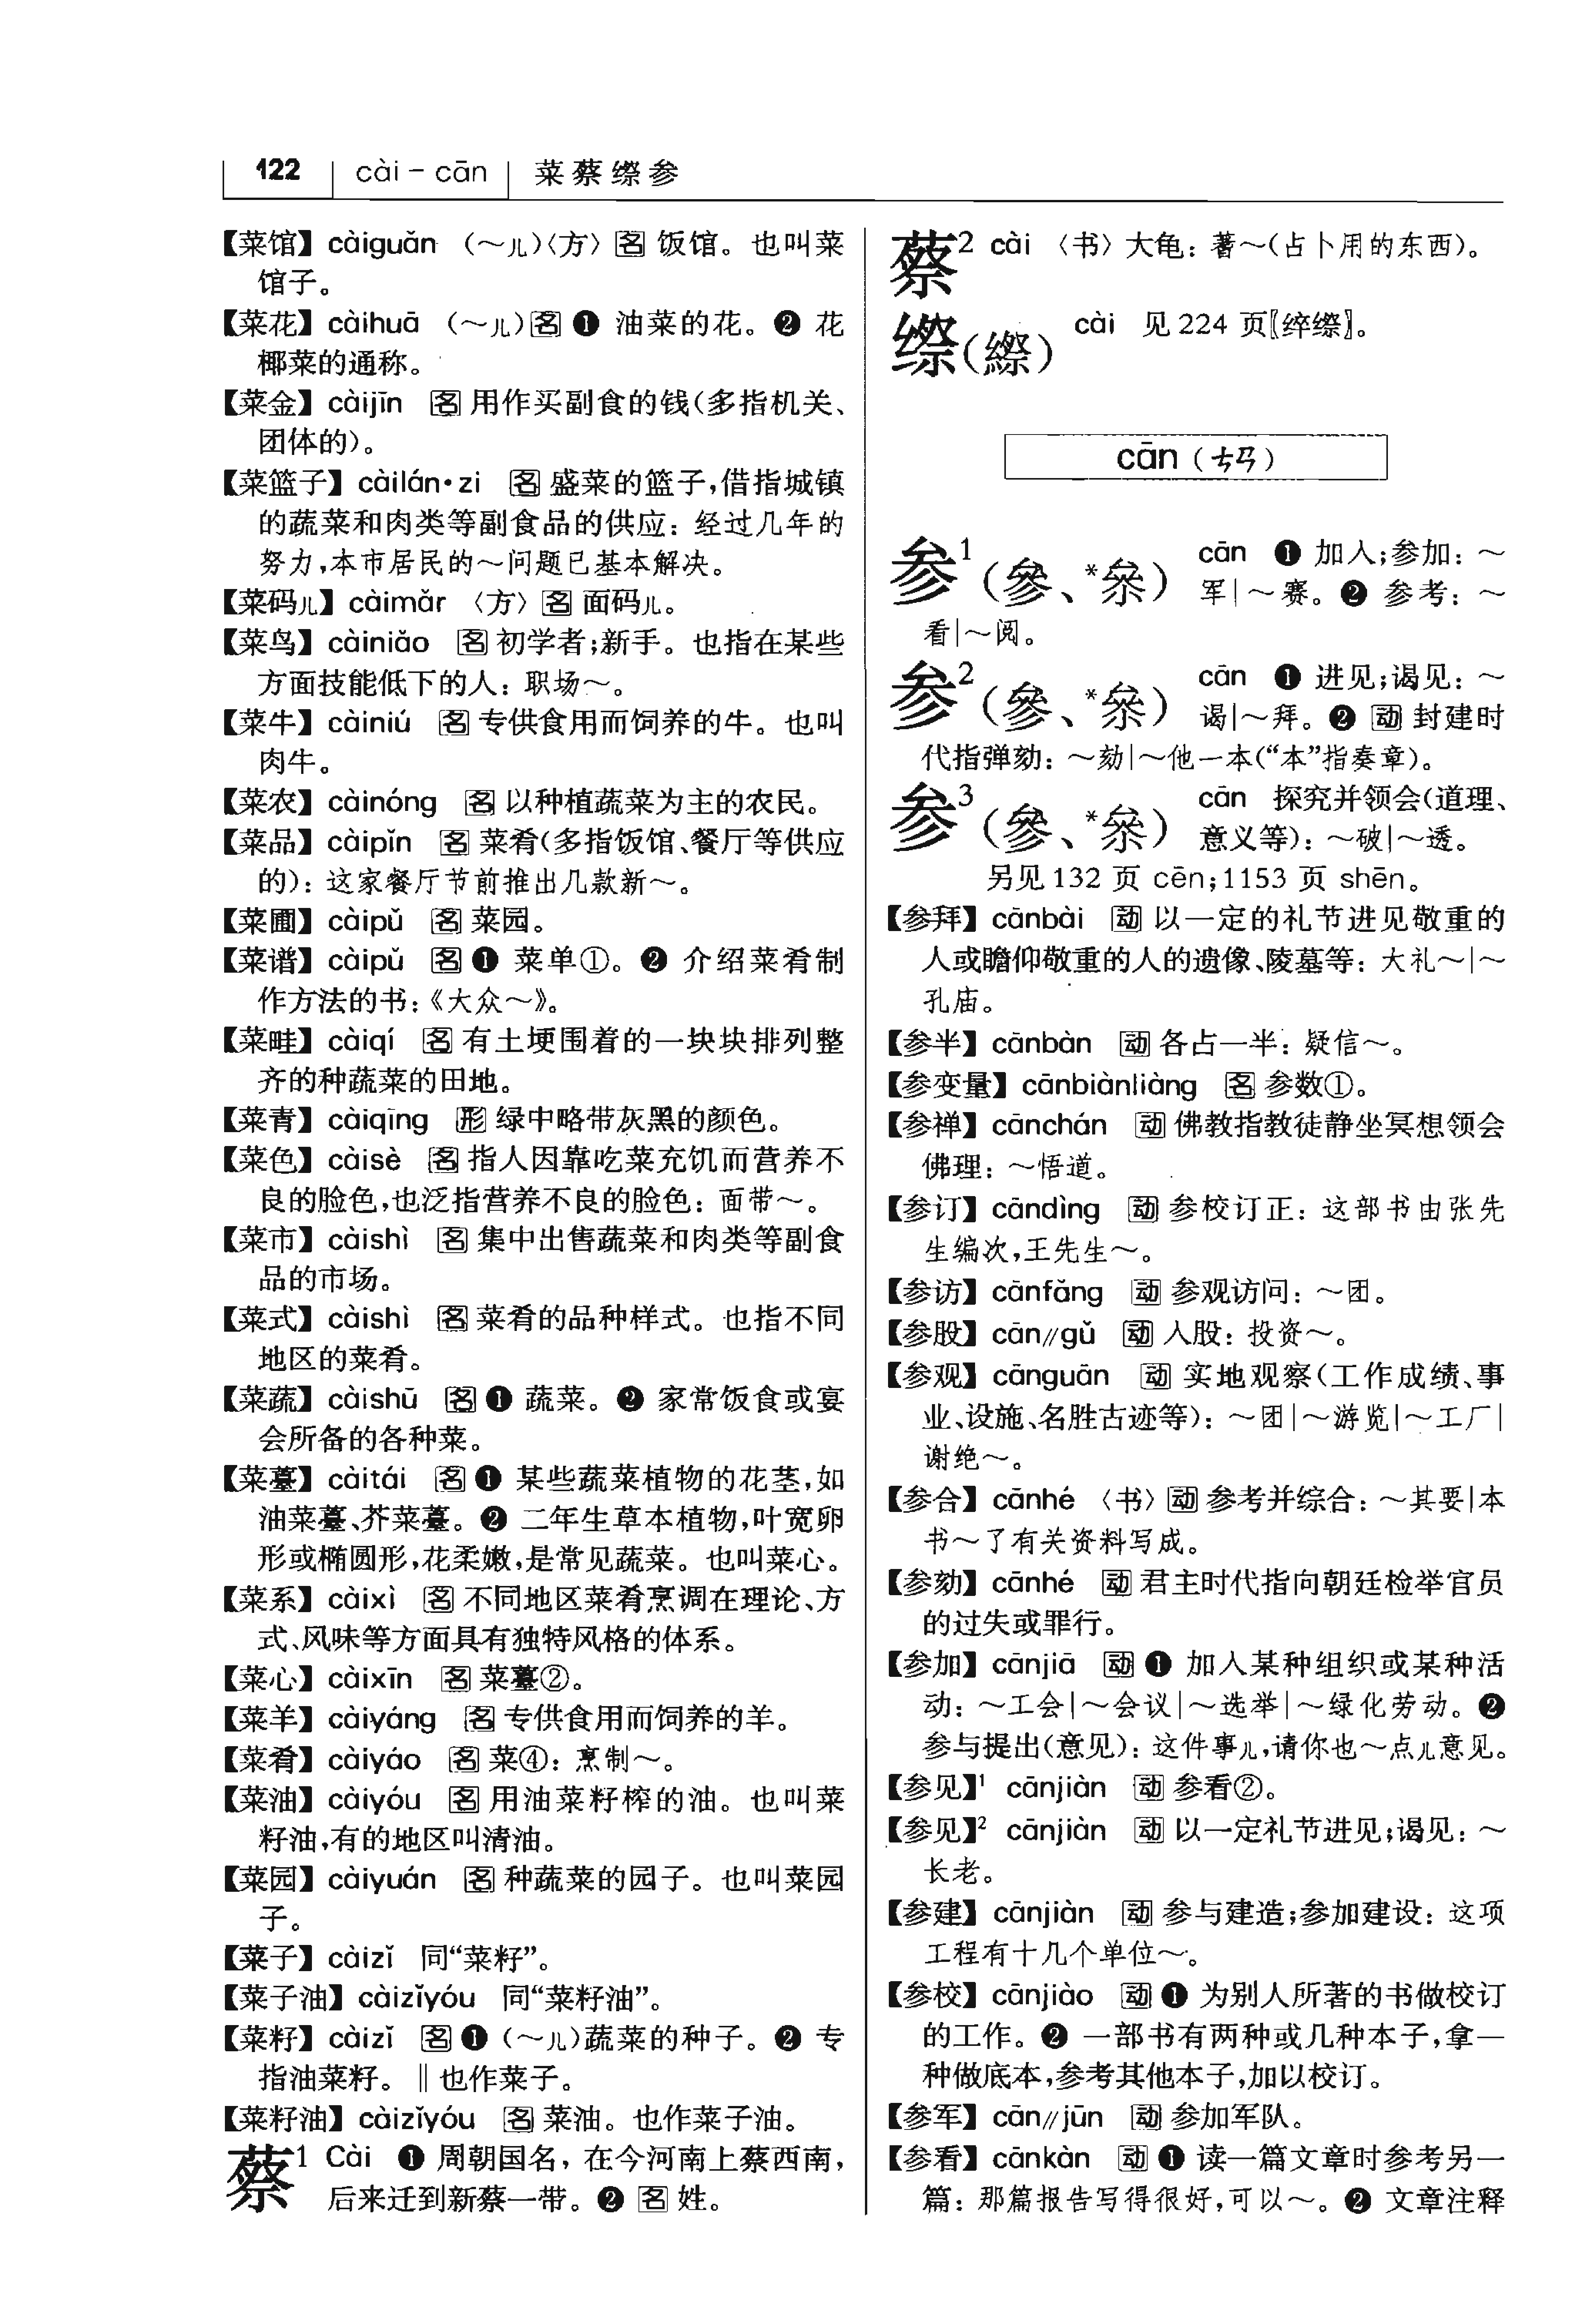 122 cài – cān 菜蔡縩参
【菜馆】càiguǎn （～儿）〈方〉名 饭馆。也叫菜
馆子。
【菜花】càihuā （～儿）名 ❶ 油菜的花。❷ 花
椰菜的通称。
【菜金】càijīn 名 用作买副食的钱（多指机关、
团体的）。
【菜篮子】càilán·zi 名 盛菜的篮子，借指城镇
的蔬菜和肉类等副食品的供应：经过几年的
努力，本市居民的～问题已基本解决。
【菜码儿】càimǎr 〈方〉名 面码儿。
【菜鸟】càiniǎo 名 初学者；新手。也指在某些
方面技能低下的人：职场～。
【菜牛】càiniú 名 专供食用而饲养的牛。也叫
肉牛。
【菜农】càinóng 名 以种植蔬菜为主的农民。
【菜品】càipǐn 名 菜肴（多指饭馆、餐厅等供应
的）：这家餐厅节前推出几款新～。
【菜圃】càipǔ 名 菜园。
【菜谱】càipǔ 名 ❶ 菜单①。❷ 介绍菜肴制
作方法的书：《大众～》。
【菜畦】càiqí 名 有土埂围着的一块块排列整
齐的种蔬菜的田地。
【菜青】càiqīng 形 绿中略带灰黑的颜色。
【菜色】càisè 名 指人因靠吃菜充饥而营养不
良的脸色，也泛指营养不良的脸色：面带～。
【菜市】càishì 名 集中出售蔬菜和肉类等副食
品的市场。
【菜式】càishì 名 菜肴的品种样式。也指不同
地区的菜肴。
【菜蔬】càishū 名 ❶ 蔬菜。❷ 家常饭食或宴
会所备的各种菜。
【菜薹】càitái 名 ❶ 某些蔬菜植物的花茎，如
油菜薹、芥菜薹。❷ 二年生草本植物，叶宽卵
形或椭圆形，花柔嫩，是常见蔬菜。也叫菜心。
【菜系】càixì 名 不同地区菜肴烹调在理论、方
式、风味等方面具有独特风格的体系。
【菜心】càixīn 名 菜薹②。
【菜羊】càiyáng 名 专供食用而饲养的羊。
【菜肴】càiyáo 名 菜④：烹制～。
【菜油】càiyóu 名 用油菜籽榨的油。也叫菜
籽油，有的地区叫清油。
【菜园】càiyuán 名 种蔬菜的园子。也叫菜园
子。
【菜子】càizǐ 同“菜籽”。
【菜子油】càizǐyóu 同“菜籽油”。
【菜籽】càizǐ 名 ❶（～儿）蔬菜的种子。❷ 专
指油菜籽。‖也作菜子。
【菜籽油】càizǐyóu 名 菜油。也作菜子油。
蔡1 Cài ❶ 周朝国名，在今河南上蔡西南，
后来迁到新蔡一带。❷ 名 姓。
蔡2 cài 〈书〉大龟：蓍～（占卜用的东西）。
𰬸（縩） cài 见 224 页〖綷縩〗。
cān（ㄘㄢ）
参1（參、*叅） cān ❶ 加入；参加：～
军|～赛。❷ 参考：～
看|～阅。
参2（參、*叅） cān ❶ 进见；谒见：～
谒|～拜。❷ 动 封建时
代指弹劾：～劾|～他一本（“本”指奏章）。
参3（參、*叅） cān 探究并领会（道理、
意义等）：～破|～透。
另见 132 页 cēn；1153 页 shēn。
【参拜】cānbài 动 以一定的礼节进见敬重的
人或瞻仰敬重的人的遗像、陵墓等：大礼～|～
孔庙。
【参半】cānbàn 动 各占一半：疑信～。
【参变量】cānbiànliàng 名 参数①。
【参禅】cānchán 动 佛教指教徒静坐冥想领会
佛理：～悟道。
【参订】cāndìng 动 参校订正：这部书由张先
生编次，王先生～。
【参访】cānfǎng 动 参观访问：～团。
【参股】cān//gǔ 动 入股：投资～。
【参观】cānguān 动 实地观察（工作成绩、事
业、设施、名胜古迹等）：～团|～游览|～工厂|
谢绝～。
【参合】cānhé 〈书〉动 参考并综合：～其要|本
书～了有关资料写成。
【参劾】cānhé 动 君主时代指向朝廷检举官员
的过失或罪行。
【参加】cānjiā 动 ❶ 加入某种组织或某种活
动：～工会|～会议|～选举|～绿化劳动。❷
参与提出（意见）：这件事儿，请你也～点儿意见。
【参见】1 cānjiàn 动 参看②。
【参见】2 cānjiàn 动 以一定礼节进见；谒见：～
长老。
【参建】cānjiàn 动 参与建造；参加建设：这项
工程有十几个单位～。
【参校】cānjiào 动 ❶ 为别人所著的书做校订
的工作。❷ 一部书有两种或几种本子，拿一
种做底本，参考其他本子，加以校订。
【参军】cān//jūn 动 参加军队。
【参看】cānkàn 动 ❶ 读一篇文章时参考另一
篇：那篇报告写得很好，可以～。❷ 文章注释